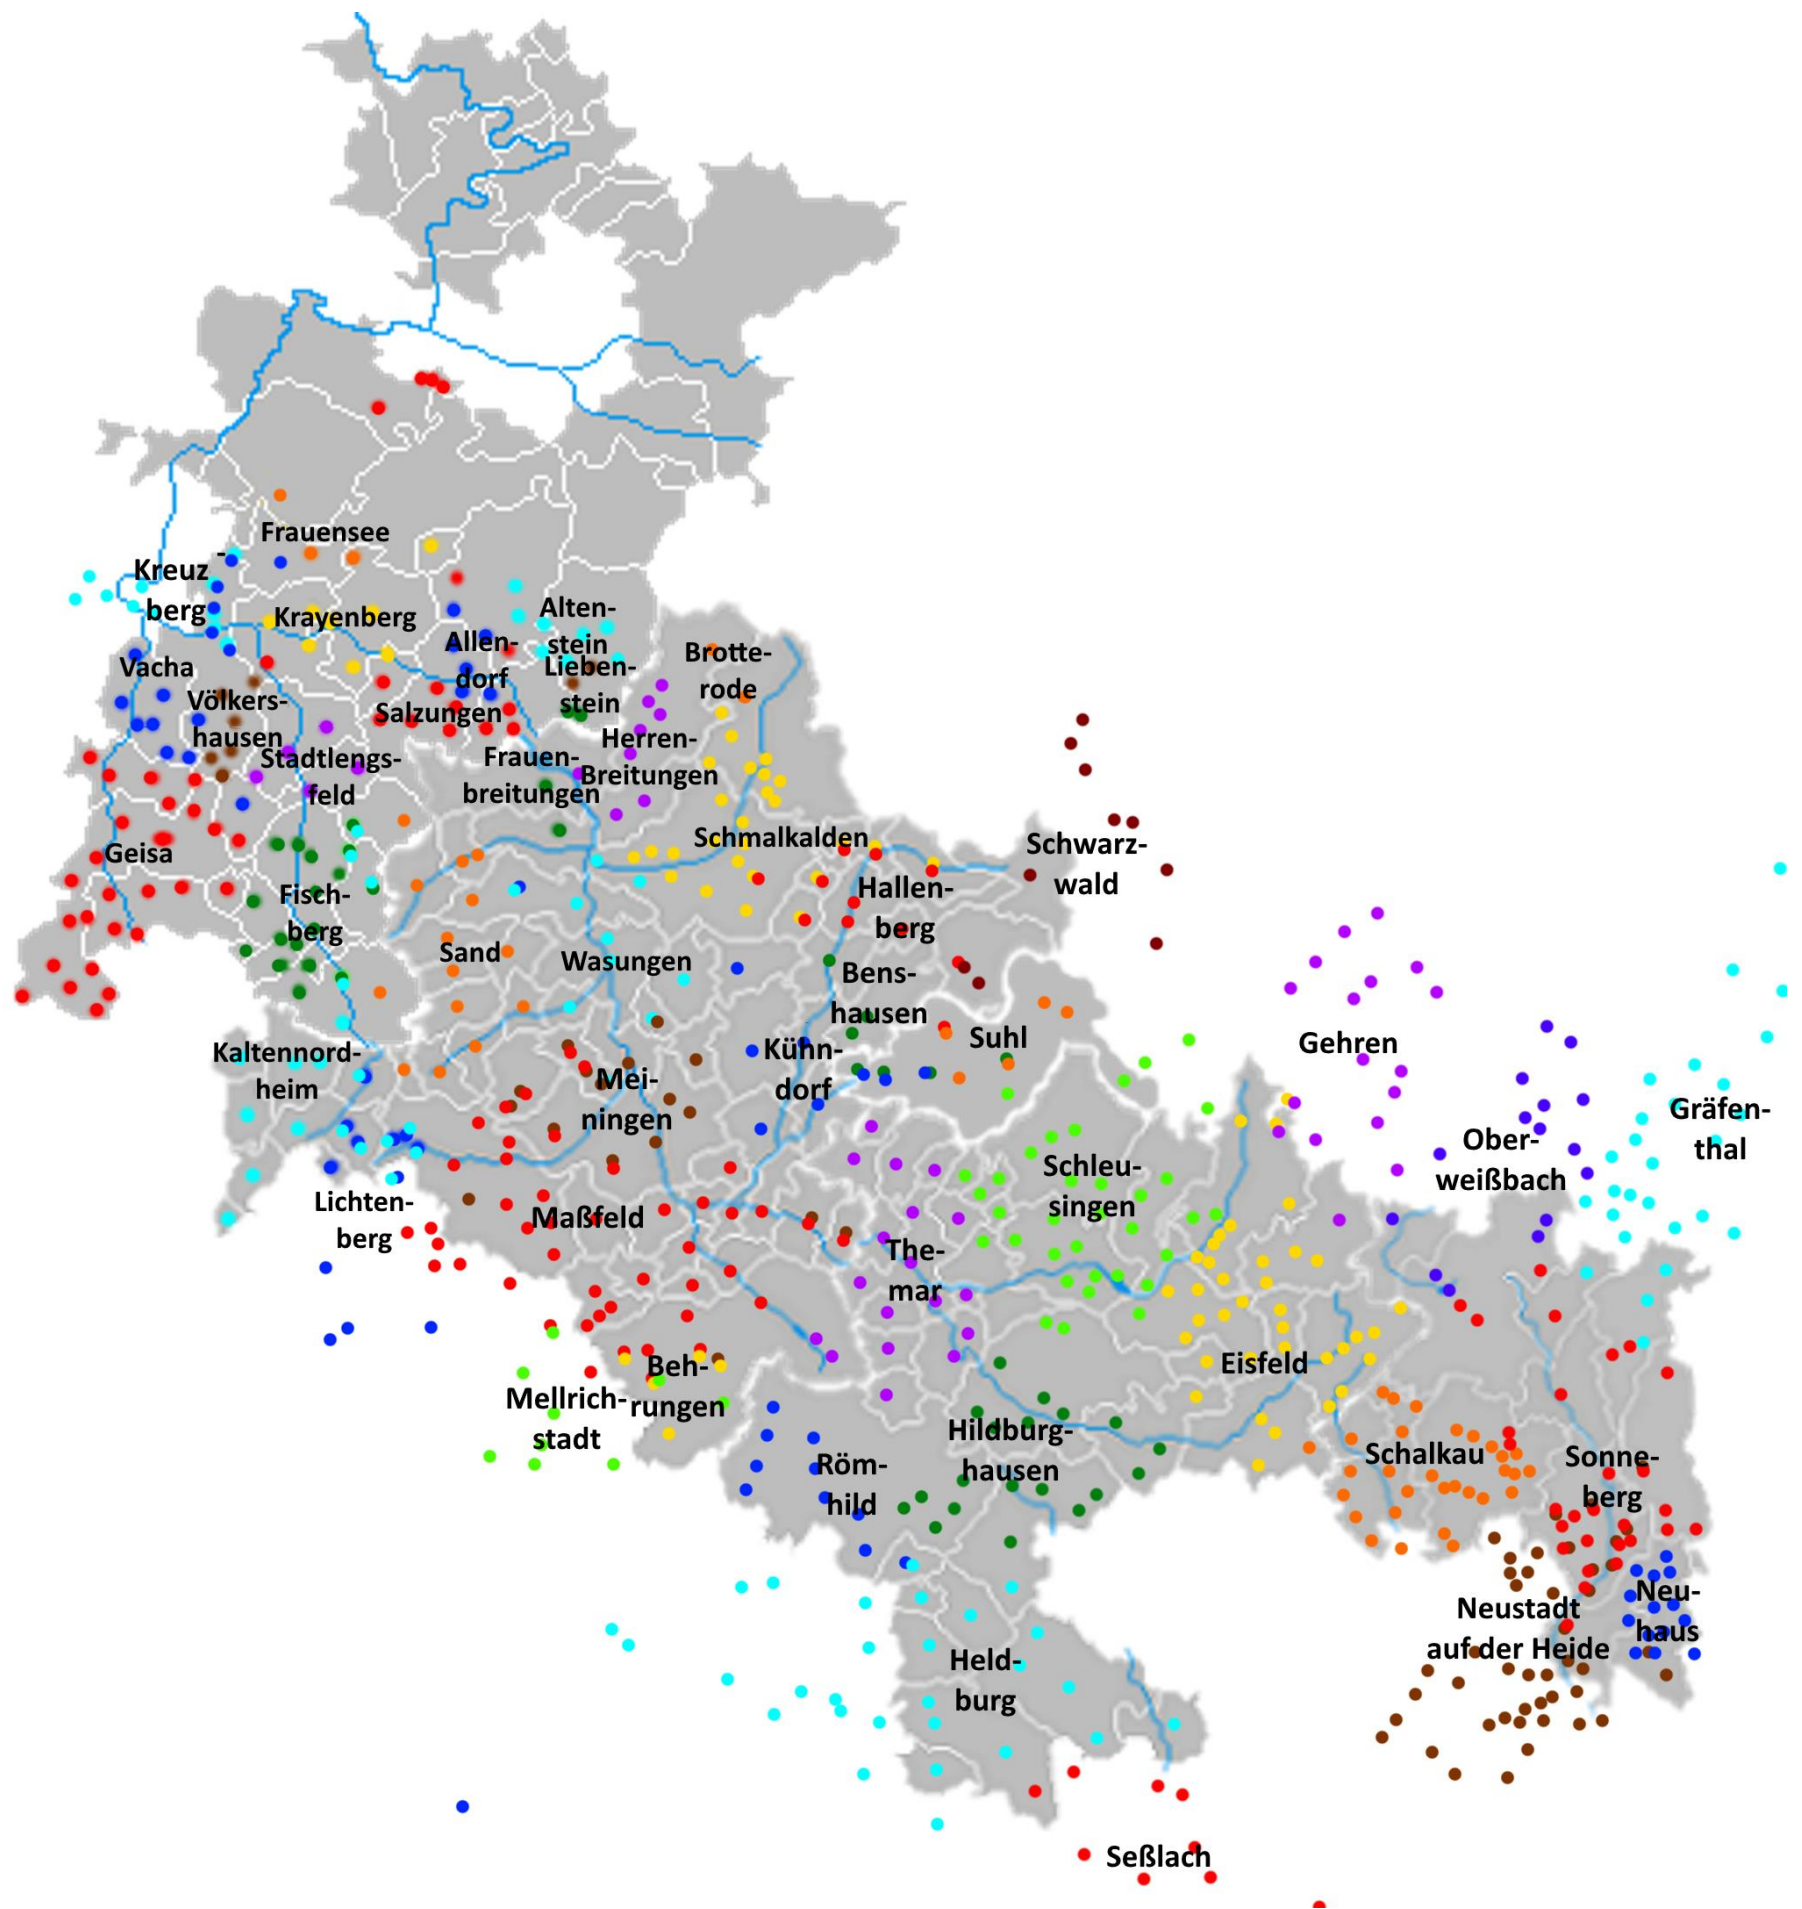 Frauensee
Kreuz-
berg
Krayenberg
Alten-
stein
Allen-
dorf
Vacha
Lieben-
stein
Brotte-
rode
Völkers-
hausen
Salzungen
Stadtlengs-
feld
Frauen-
breitungen
Herren-
Breitungen
Schmalkalden
Schwarz-
wald
Geisa
Fisch-
berg
Hallen-
berg
Sand
Wasungen
Bens-
hausen
Suhl
Gehren
Kaltennord-
heim
Kühn-
dorf
Mei-
ningen
Gräfen-
thal
Ober-
weißbach
Schleu-
singen
Lichten-
berg
Maßfeld
The-
mar
Beh-
rungen
Eisfeld
Mellrich-
stadt
Hildburg-
hausen
Schalkau
Sonne-
berg
Röm-
hild
Neu-
haus
Neustadt
auf der Heide
Held-
burg
Seßlach